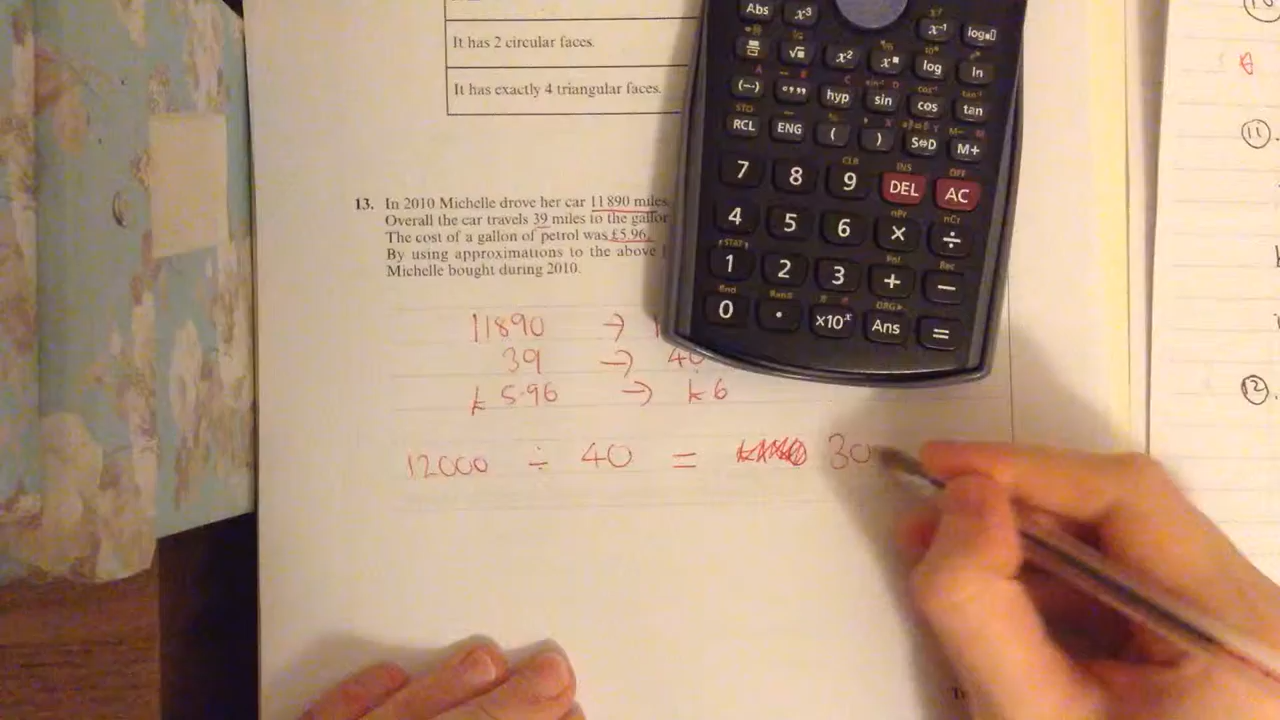 It has 2 circular faces.
It has exactly 4 triangular faces.
13. In 2010 Michelle drove her car 11 890 miles
Overall the car travels 39 miles to the
The cost of a gallon of petrol was £5.96.
By using approximations to the above
Michelle bought during 2010.
11890 →
39 → 40
£5.96 → £6
12000 ÷ 40 = 30
Abs x³ x⁻¹ log
x² log ln
(−) hyp sin cos tan
RCL ENG ( ) S⇔D M+
7 8 9 DEL AC
4 5 6 × ÷
1 2 3 + −
0 . ×10ˣ Ans =
11.
12.